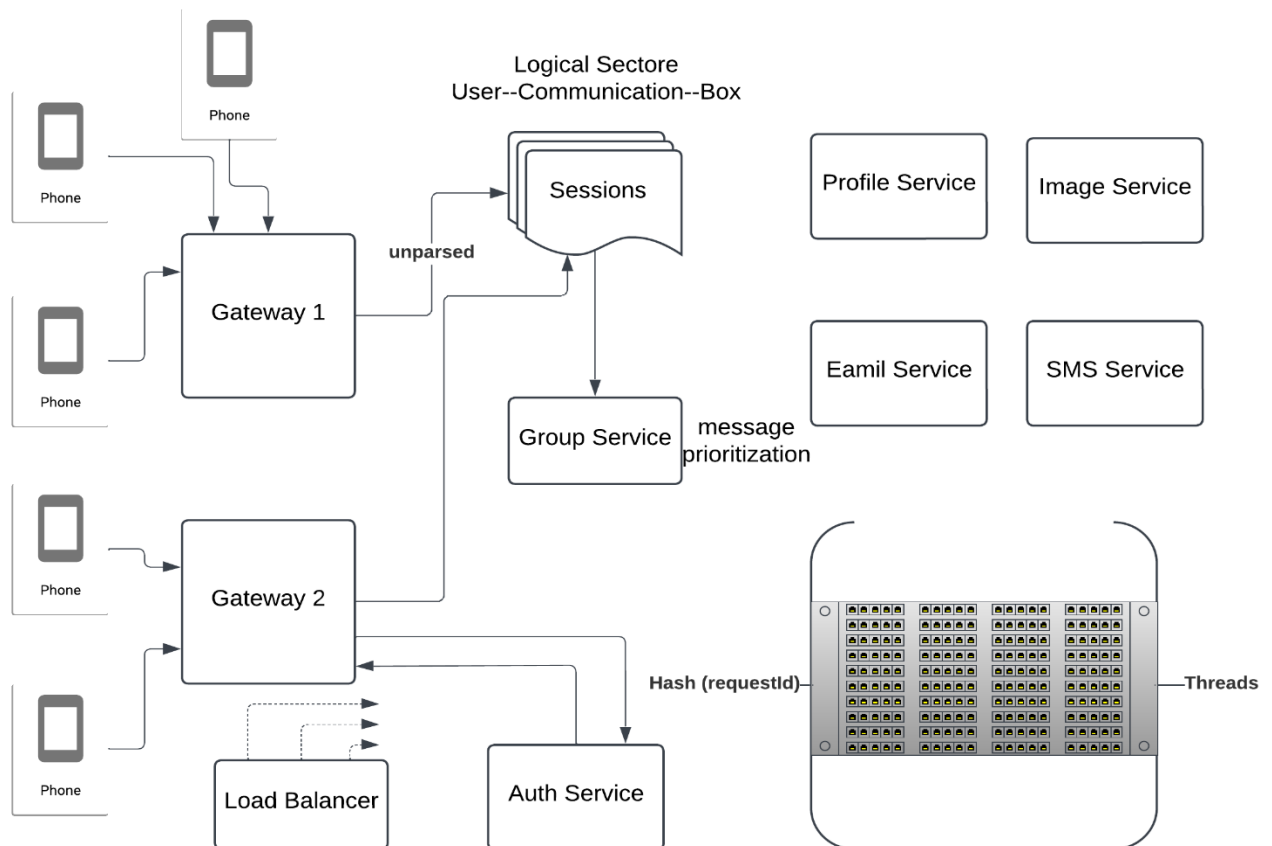 Phone
Logical Sectore
User--Communication--Box
Phone
Profile Service
Image Service
Sessions
unparsed
Gateway 1
Phone
Eamil Service
SMS Service
Group Service
message
prioritization
Phone
Gateway 2
Hash (requestId)
Threads
Phone
Load Balancer
Auth Service